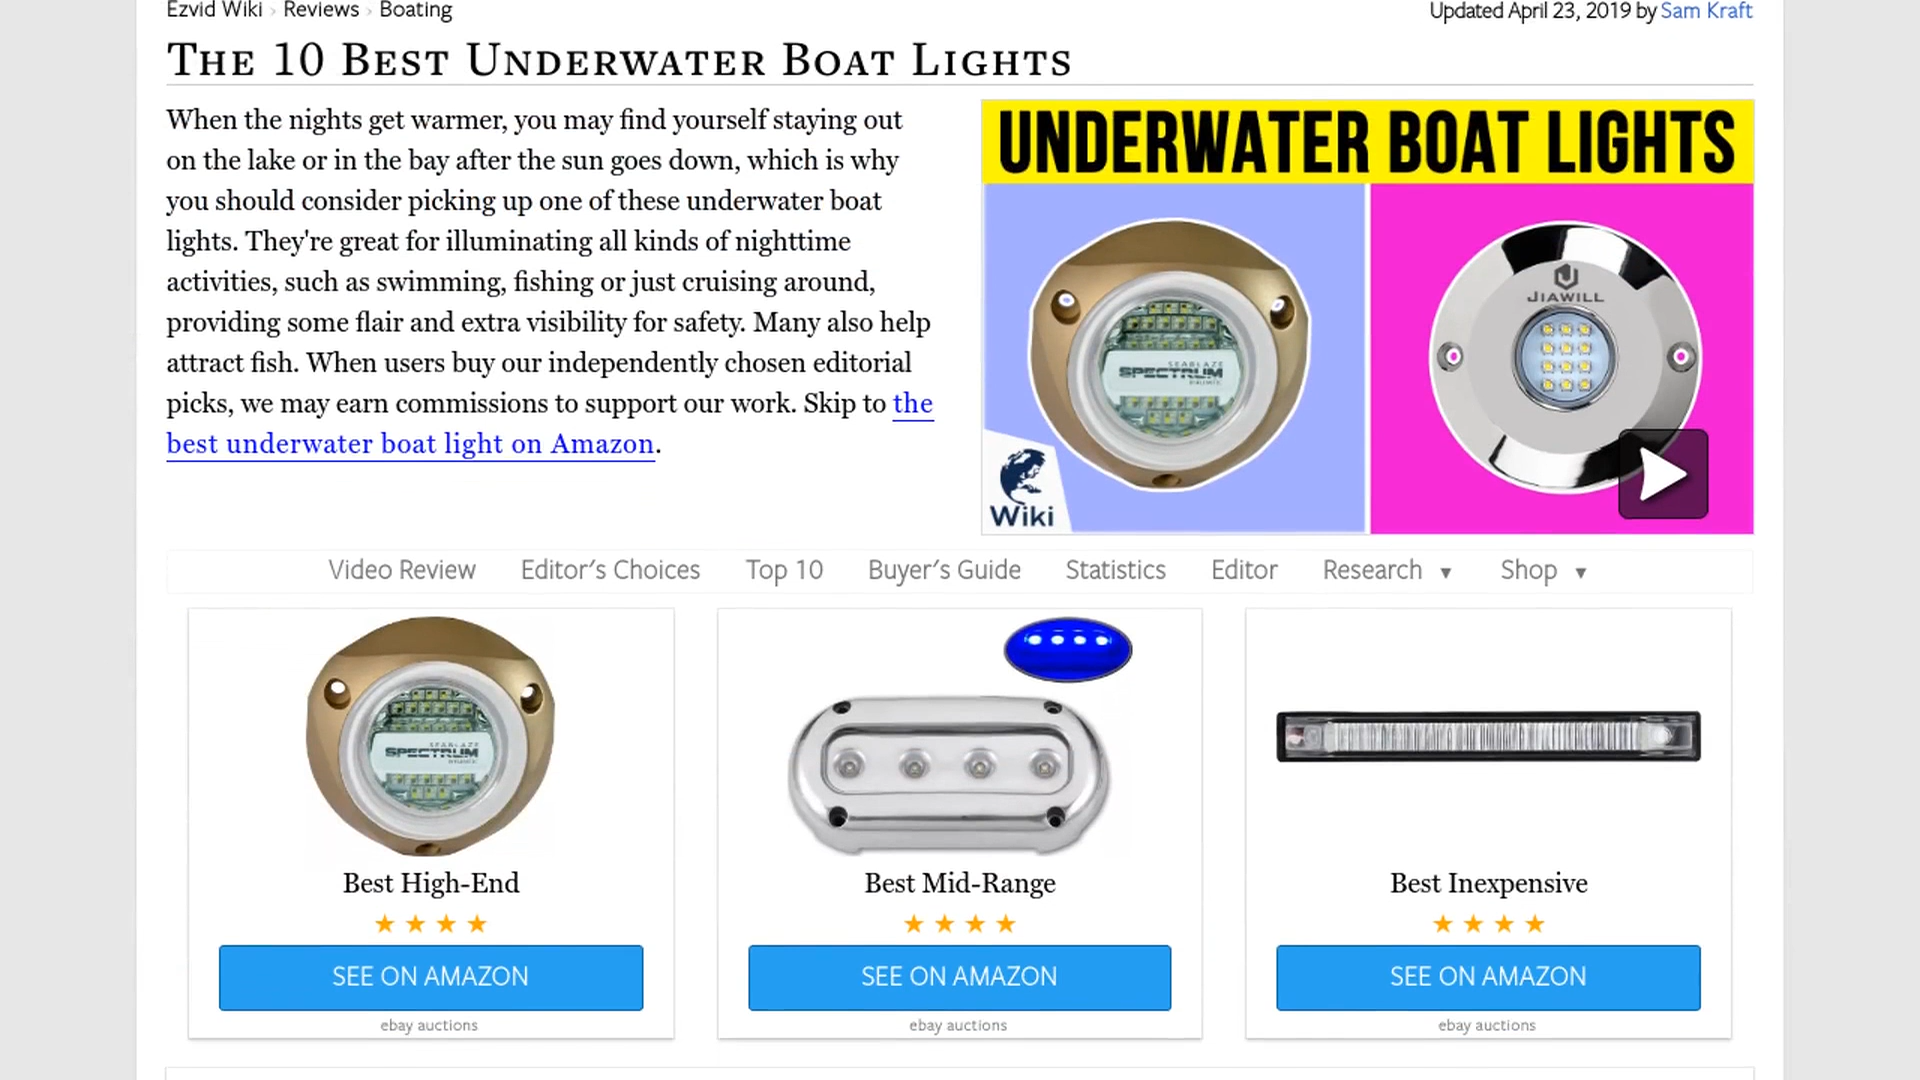 Ezvid Wiki › Reviews › Boating
Updated April 23, 2019 by Sam Kraft
The 10 Best Underwater Boat Lights
When the nights get warmer, you may find yourself staying out
on the lake or in the bay after the sun goes down, which is why
you should consider picking up one of these underwater boat
lights. They're great for illuminating all kinds of nighttime
activities, such as swimming, fishing or just cruising around,
providing some flair and extra visibility for safety. Many also help
attract fish. When users buy our independently chosen editorial
picks, we may earn commissions to support our work. Skip to the
best underwater boat light on Amazon.
UNDERWATER BOAT LIGHTS
SEABLAZE
SPECTRUM
JIAWILL
Wiki
Video Review Editor's Choices Top 10 Buyer's Guide Statistics Editor Research ▼ Shop ▼
SEABLAZE
SPECTRUM
Best High-End
★ ★ ★ ★
SEE ON AMAZON
ebay auctions
Best Mid-Range
★ ★ ★ ★
SEE ON AMAZON
ebay auctions
Best Inexpensive
★ ★ ★ ★
SEE ON AMAZON
ebay auctions